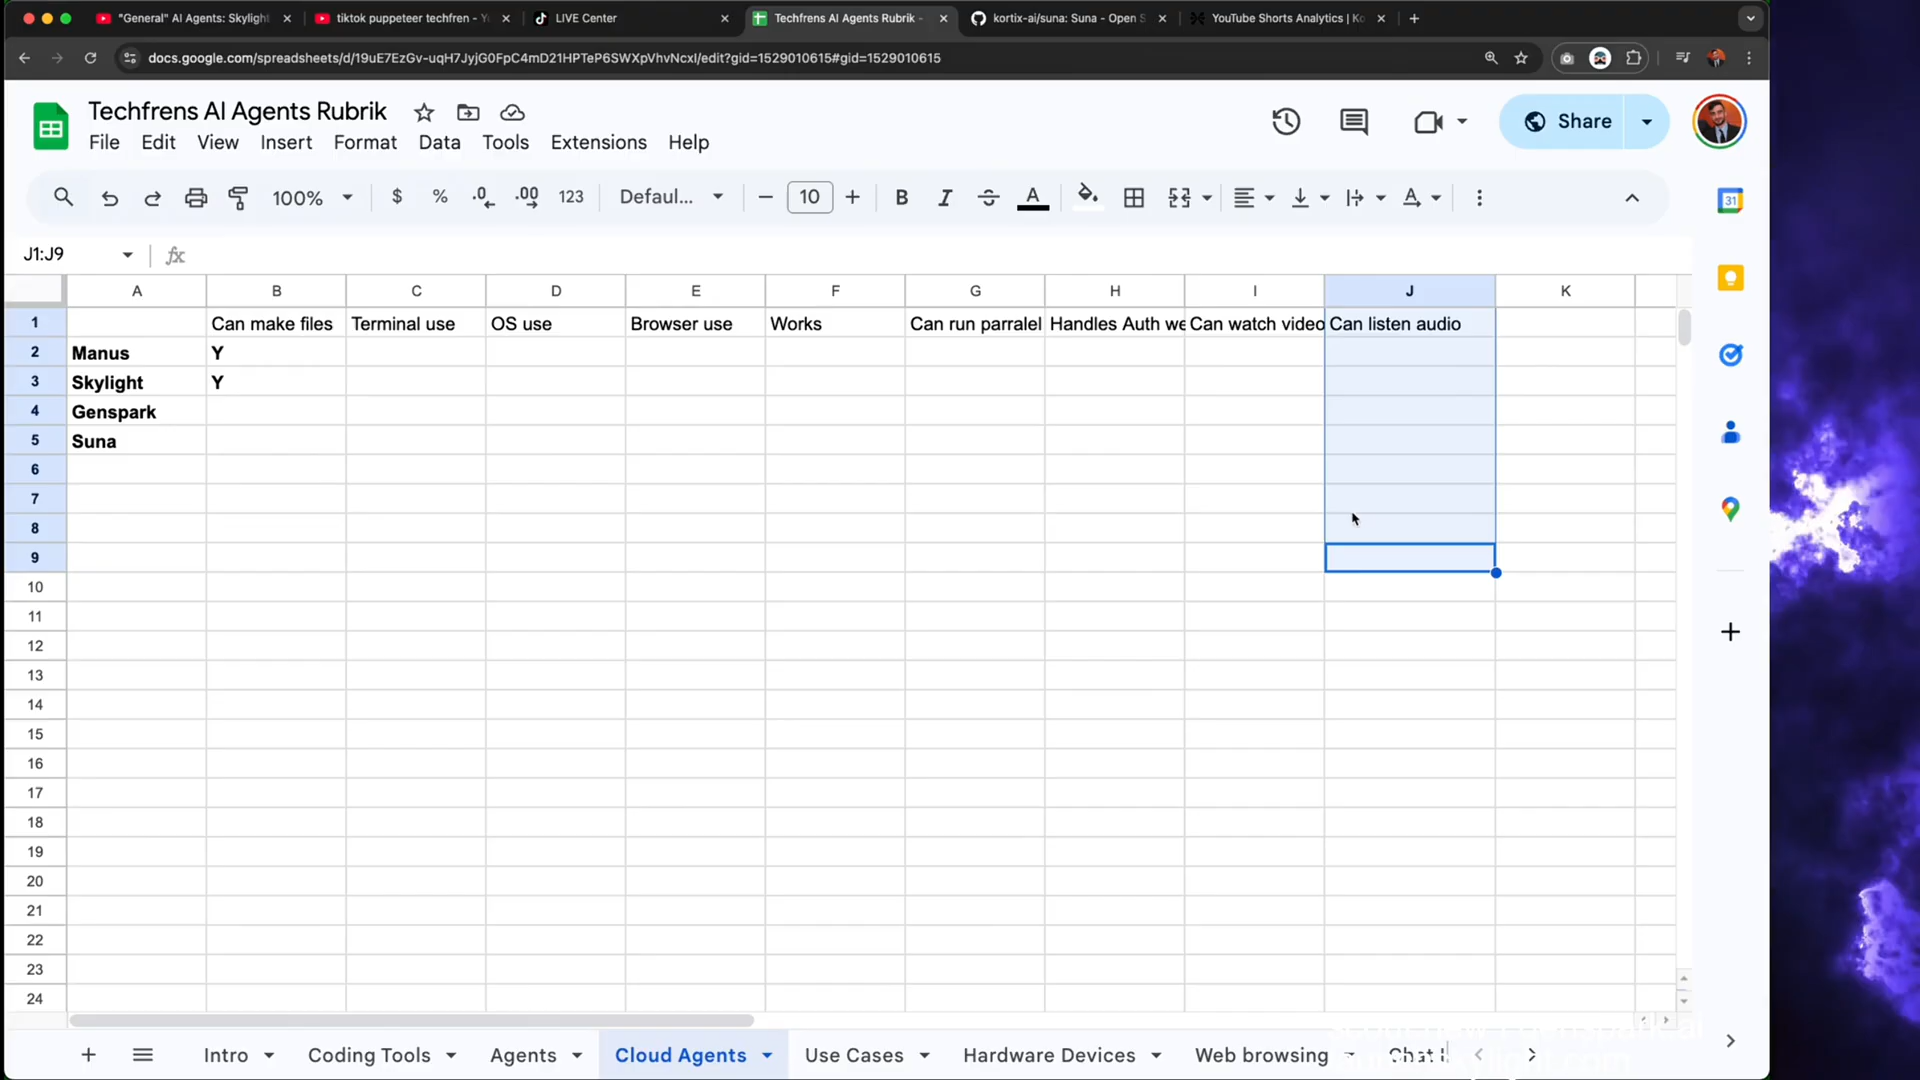 "General" AI Agents: Skyligh
tiktok puppeteer techfren - Y
LIVE Center
Techfrens AI Agents Rubrik -
kortix-ai/suna: Suna - Open S
YouTube Shorts Analytics | Ko
docs.google.com/spreadsheets/d/19uE7EzGv-uqH7JyjG0FpC4mD21HPTeP6SWXpVhvNcxI/edit?gid=1529010615#gid=1529010615
Techfrens AI Agents Rubrik
File Edit View Insert Format Data Tools Extensions Help
Share
100% $ % .0 .00 123 Defaul... 10 B I S A
31
J1:J9 fx
A B C D E F G H I J K
1 Can make files Terminal use OS use Browser use Works Can run parralel Handles Auth we Can watch video Can listen audio
2 Manus Y
3 Skylight Y
4 Genspark
5 Suna
6
7
8
9
10
11
12
13
14
15
16
17
18
19
20
21
22
23
24
Intro Coding Tools Agents Cloud Agents Use Cases Hardware Devices Web browsing Chat